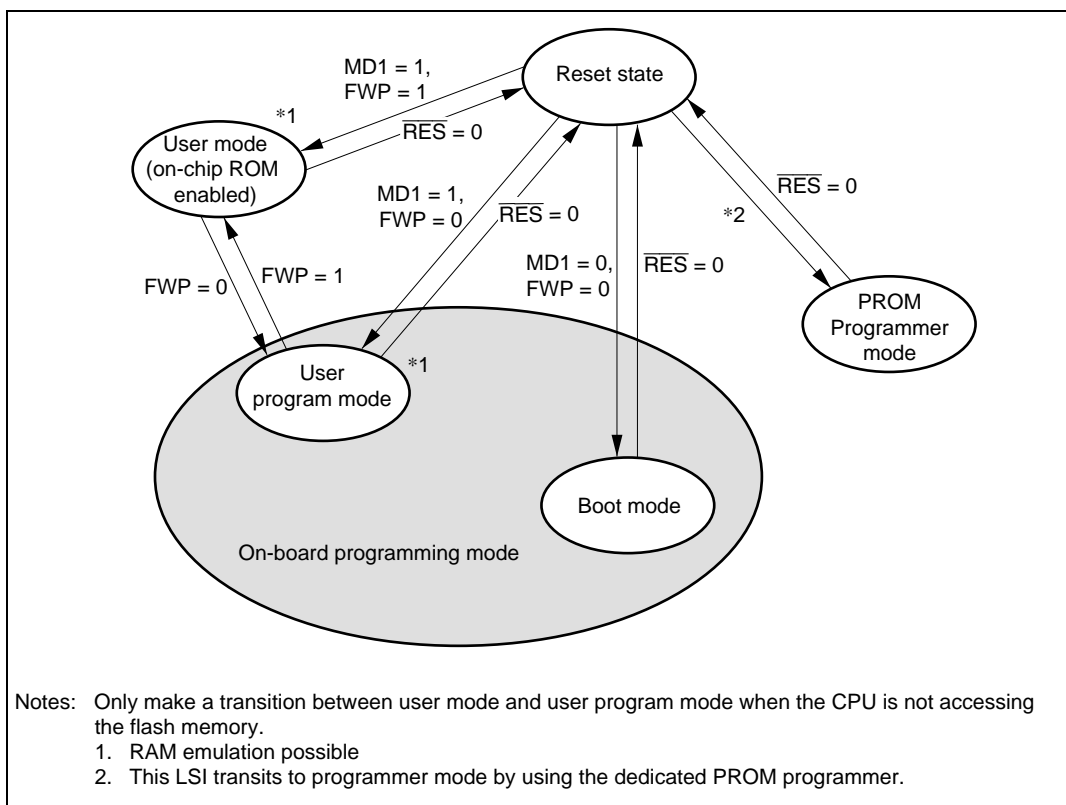 Reset state
MD1 = 1,
FWP = 1
RES = 0
*1
User mode
(on-chip ROM
enabled)
MD1 = 1,
FWP = 0
RES = 0
*2
RES = 0
MD1 = 0,
FWP = 0
RES = 0
FWP = 0
FWP = 1
PROM
Programmer
mode
User
program mode
*1
Boot mode
On-board programming mode
Notes: Only make a transition between user mode and user program mode when the CPU is not accessing
the flash memory.
1. RAM emulation possible
2. This LSI transits to programmer mode by using the dedicated PROM programmer.